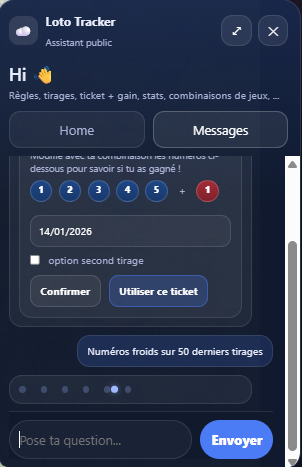 Loto Tracker
Assistant public
Hi 👋
Règles, tirages, ticket + gain, stats, combinaisons de jeux, ...
Home
Messages
Modifie avec ta combinaison les numéros ci-
dessous pour savoir si tu as gagné !
1 2 3 4 5 + 1
14/01/2026
option second tirage
Confirmer
Utiliser ce ticket
Numéros froids sur 50 derniers tirages
Pose ta question...
Envoyer